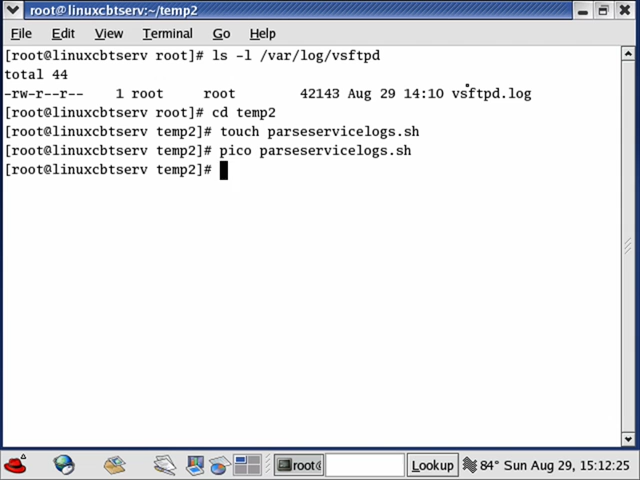 root@linuxcbtserv:~/temp2
File Edit View Terminal Go Help
[root@linuxcbtserv root]# ls -l /var/log/vsftpd
total 44
-rw-r--r-- 1 root root 42143 Aug 29 14:10 vsftpd.log
[root@linuxcbtserv root]# cd temp2
[root@linuxcbtserv temp2]# touch parseservicelogs.sh
[root@linuxcbtserv temp2]# pico parseservicelogs.sh
[root@linuxcbtserv temp2]#
root@ Lookup 84° Sun Aug 29, 15:12:25